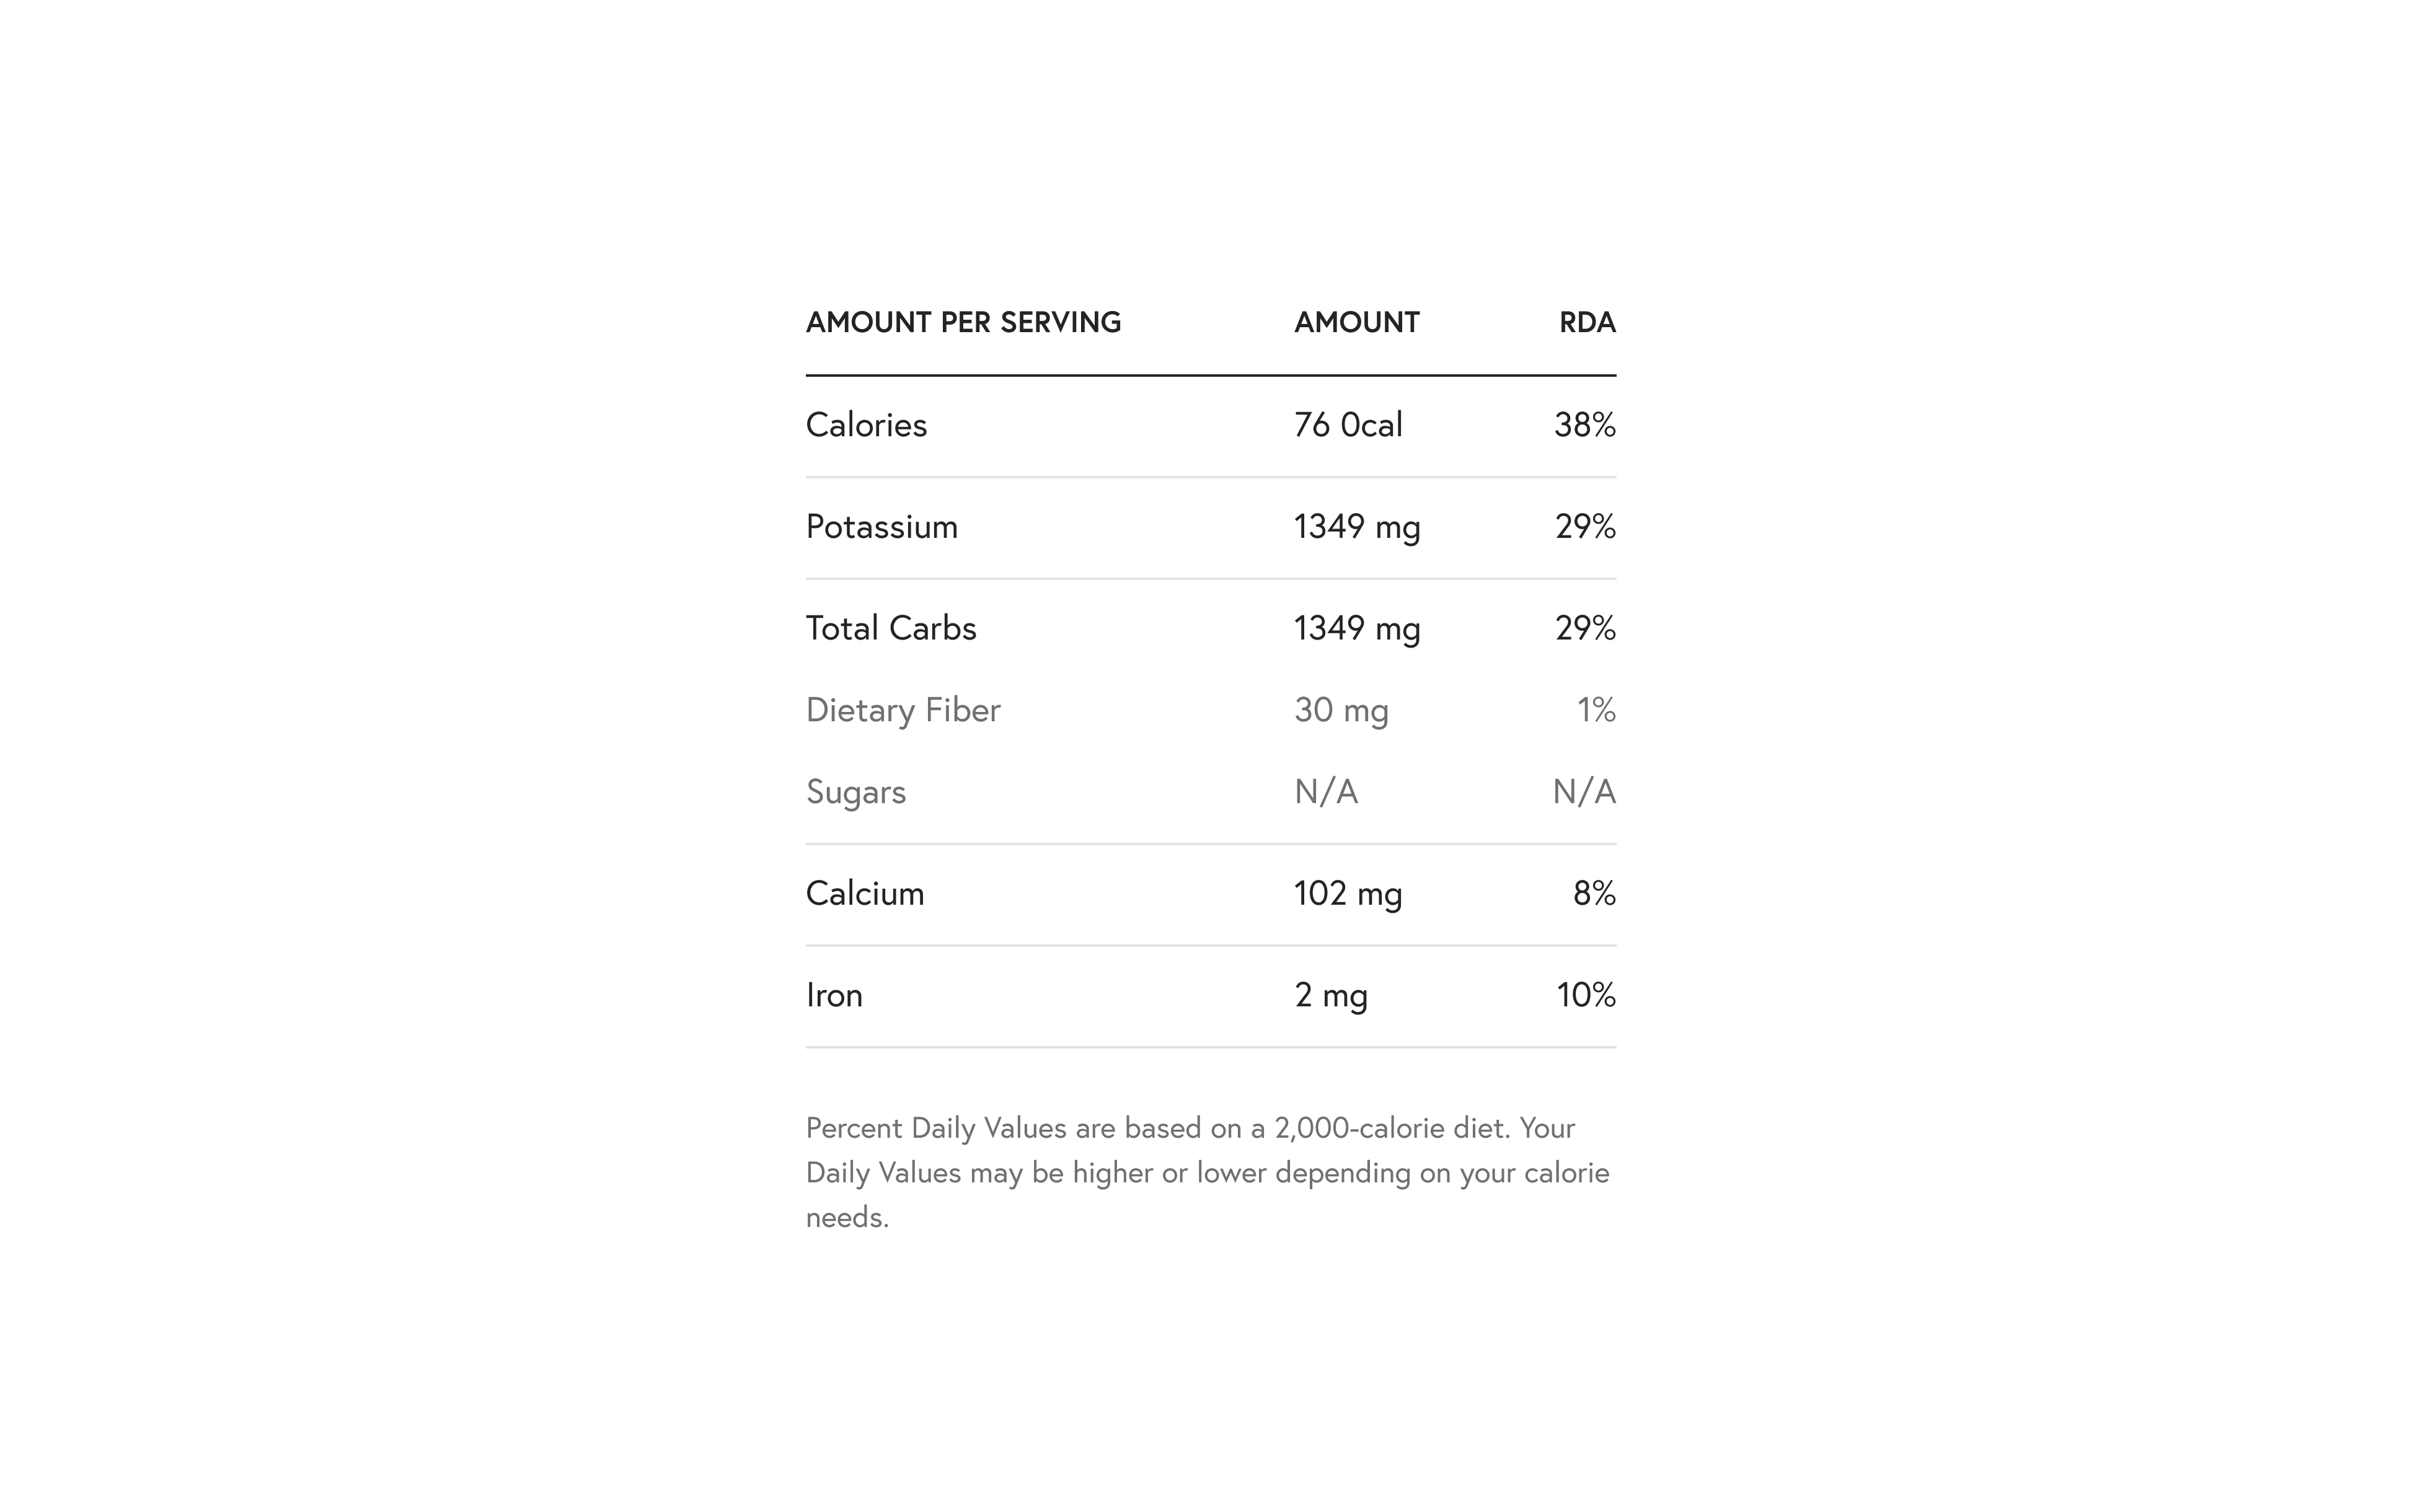 AMOUNT PER SERVING AMOUNT RDA
Calories 76 0cal 38%
Potassium 1349 mg 29%
Total Carbs 1349 mg 29%
Dietary Fiber 30 mg 1%
Sugars N/A N/A
Calcium 102 mg 8%
Iron 2 mg 10%
Percent Daily Values are based on a 2,000-calorie diet. Your
Daily Values may be higher or lower depending on your calorie
needs.